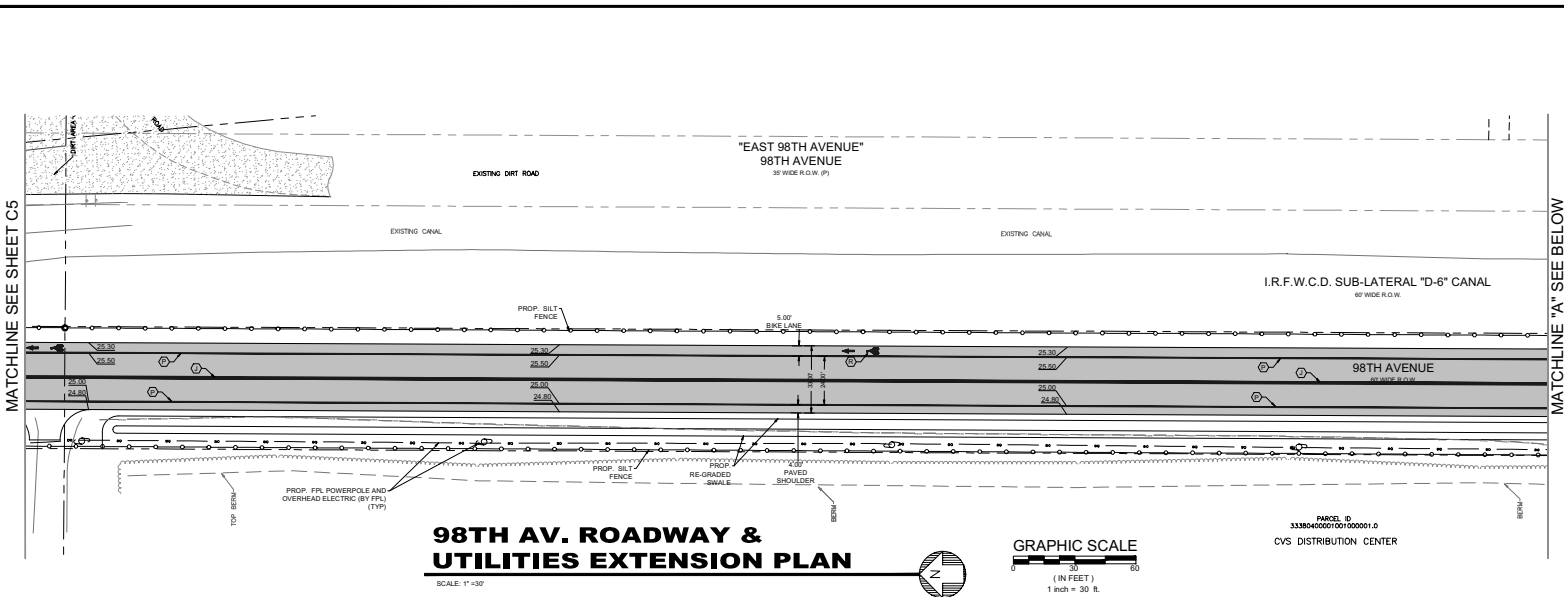 DIRT AREA
ROAD
"EAST 98TH AVENUE"
98TH AVENUE
35' WIDE R.O.W. (P)
EXISTING DIRT ROAD
EXISTING CANAL
EXISTING CANAL
I.R.F.W.C.D. SUB-LATERAL "D-6" CANAL
60' WIDE R.O.W.
MATCHLINE SEE SHEET C5
MATCHLINE "A" SEE BELOW
PROP. SILT
FENCE
5.00'
BIKE LANE
25.30
25.50
P
J
25.30
25.50
R
25.30
25.50
P
J
98TH AVENUE
60' WIDE R.O.W.
24.00'
25.00
24.80
P
25.00
24.80
25.00
24.80
P
PROP. SILT
FENCE
PROP.
RE-GRADED
SWALE
4.00'
PAVED
SHOULDER
PROP. FPL POWERPOLE AND
OVERHEAD ELECTRIC (BY FPL)
(TYP)
TOP BERM
BERM
BERM
PARCEL ID
33380400001001000001.0
CVS DISTRIBUTION CENTER
98TH AV. ROADWAY &
UTILITIES EXTENSION PLAN
SCALE: 1" =30'
N
GRAPHIC SCALE
0 30 60
( IN FEET )
1 inch = 30 ft.